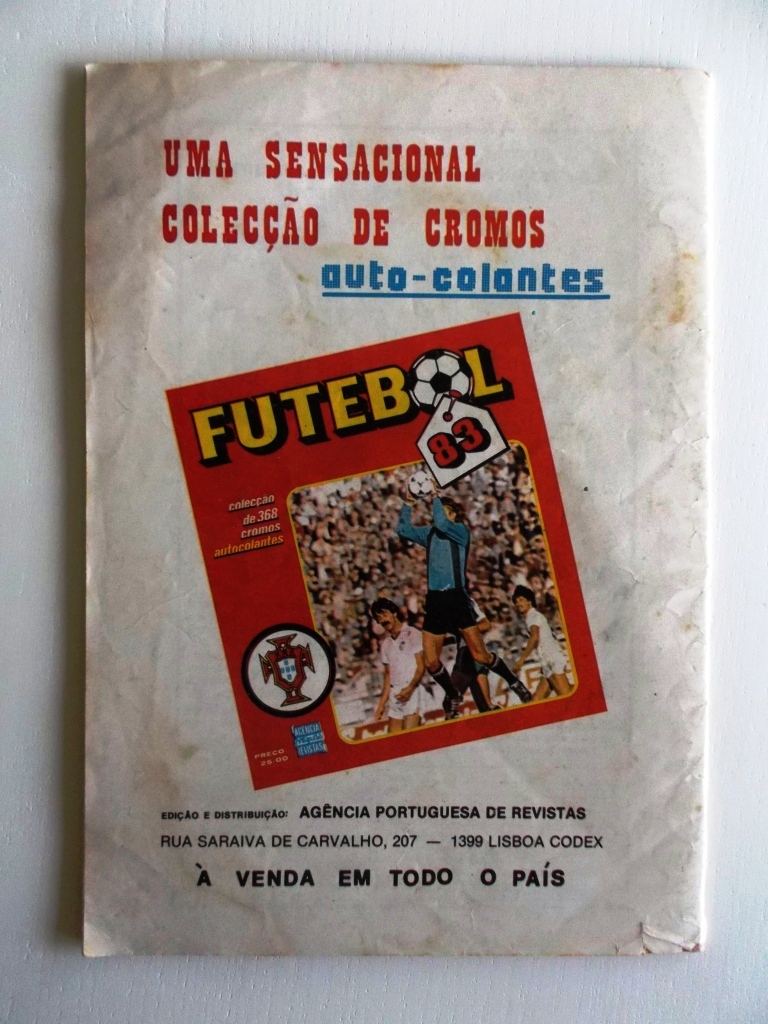 UMA SENSACIONAL
COLECÇÃO DE CROMOS
auto-colantes
FUTEBOL
83
colecção
de 368
cromos
autocolantes
PREÇO
25.00
AGÊNCIA
REVISTAS
EDIÇÃO E DISTRIBUIÇÃO: AGÊNCIA PORTUGUESA DE REVISTAS
RUA SARAIVA DE CARVALHO, 207 — 1399 LISBOA CODEX
À VENDA EM TODO O PAÍS